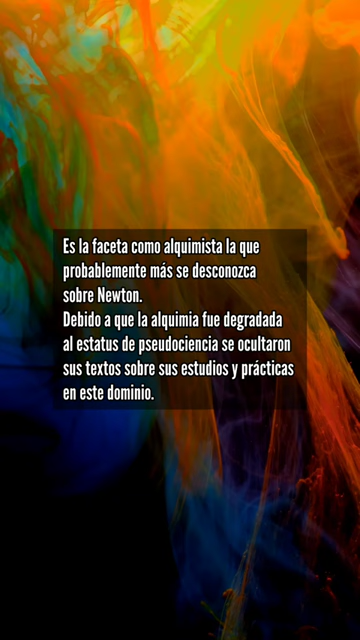 Es la faceta como alquimista la que
probablemente más se desconozca
sobre Newton.
Debido a que la alquimia fue degradada
al estatus de pseudociencia se ocultaron
sus textos sobre sus estudios y prácticas
en este dominio.